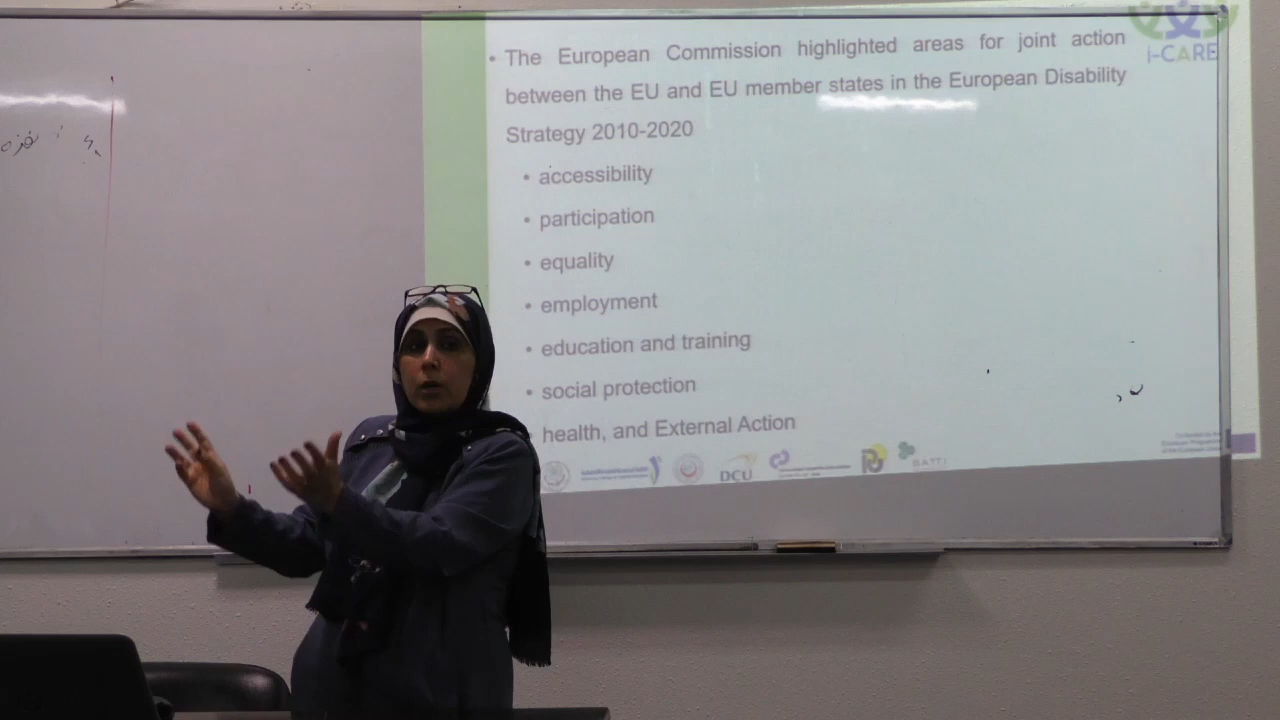 i-CARE
• The European Commission highlighted areas for joint action
between the EU and EU member states in the European Disability
Strategy 2010-2020
• accessibility
• participation
• equality
• employment
• education and training
• social protection
health, and External Action
DCU
BATTI